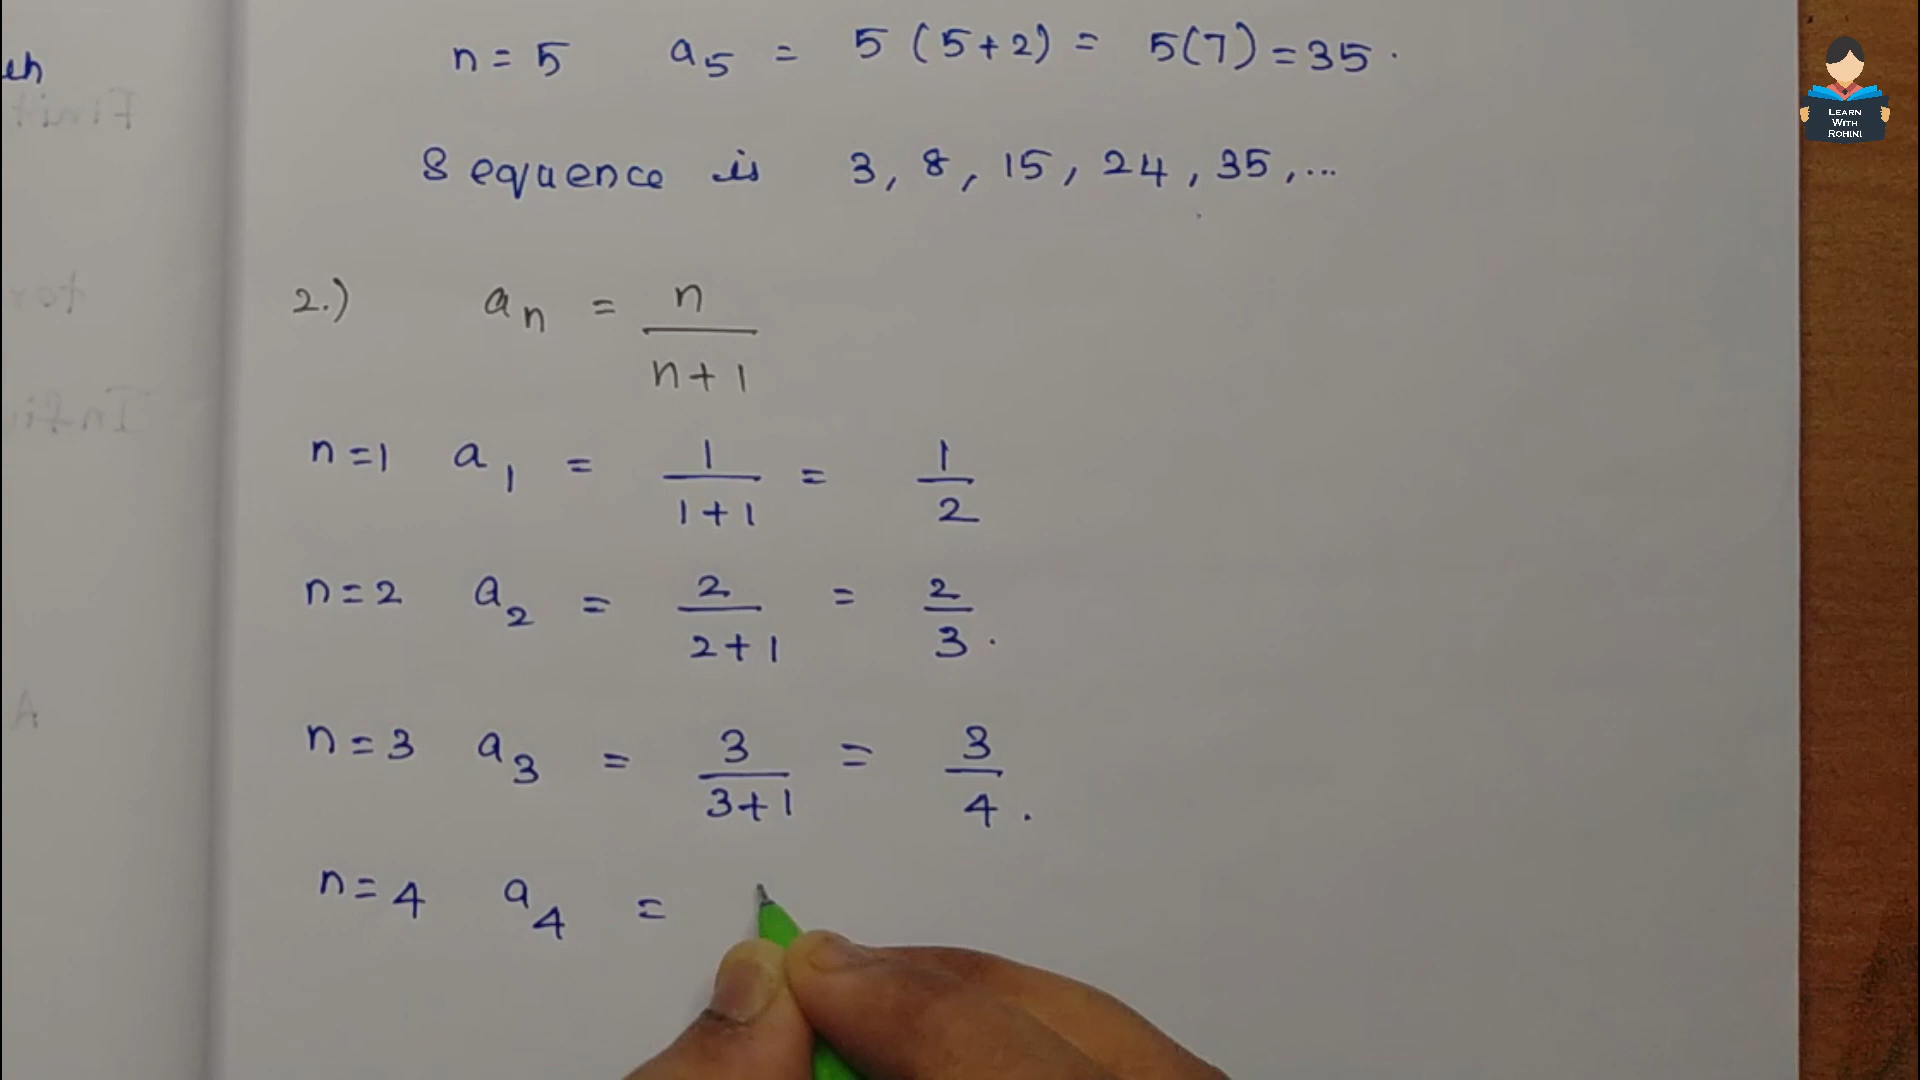 n = 5 a5 = 5 (5+2) = 5(7) = 35.
Sequence is 3, 8, 15, 24, 35, ...
2.) an = n / n+1
n=1 a1 = 1 / 1+1 = 1 / 2
n=2 a2 = 2 / 2+1 = 2 / 3.
n=3 a3 = 3 / 3+1 = 3 / 4.
n=4 a4 =
LEARN
WITH
ROHINI